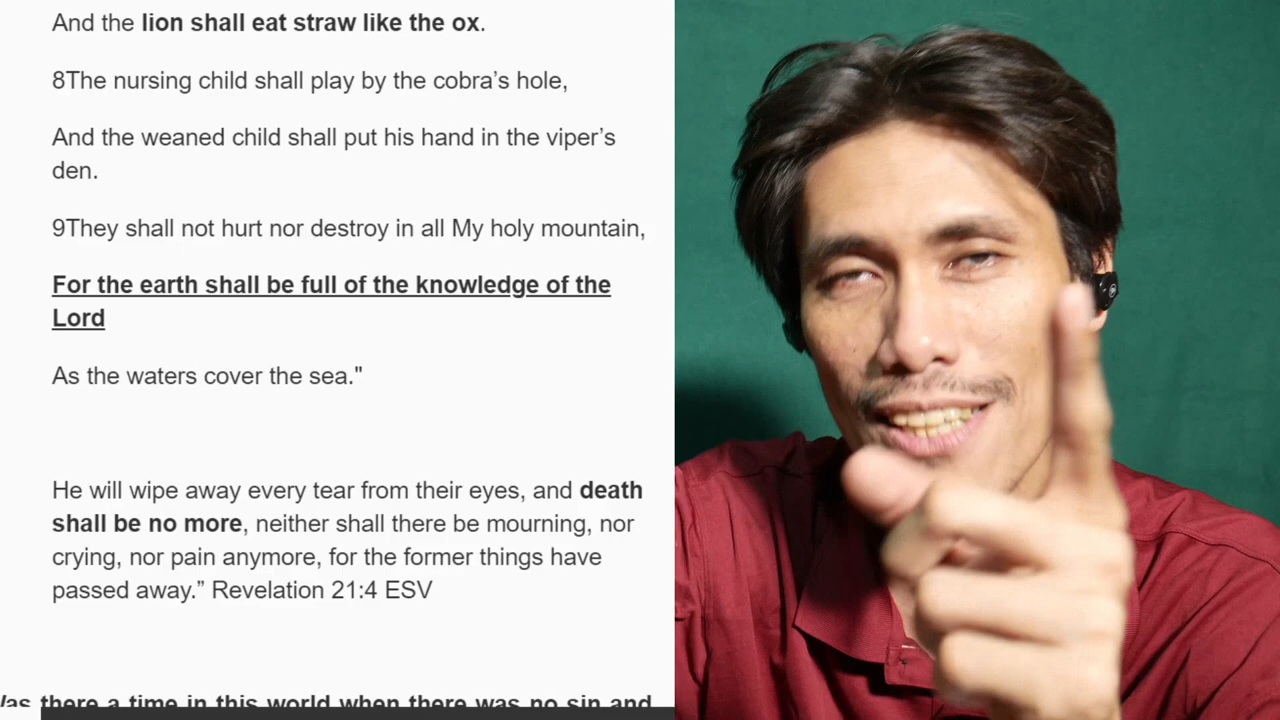 And the lion shall eat straw like the ox.
8The nursing child shall play by the cobra’s hole,
And the weaned child shall put his hand in the viper’s
den.
9They shall not hurt nor destroy in all My holy mountain,
For the earth shall be full of the knowledge of the
Lord
As the waters cover the sea."
He will wipe away every tear from their eyes, and death
shall be no more, neither shall there be mourning, nor
crying, nor pain anymore, for the former things have
passed away.” Revelation 21:4 ESV
there a time in this world when there was no sin and